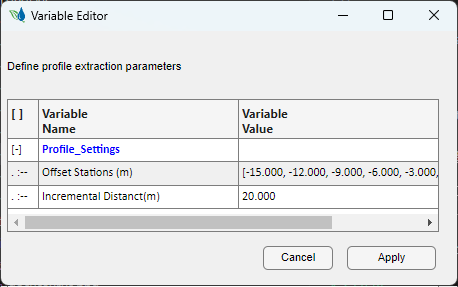 Variable Editor
Define profile extraction parameters
[ ] Variable Name Variable Value
[-] Profile_Settings
. :-- Offset Stations (m) [-15.000, -12.000, -9.000, -6.000, -3.000,
. :-- Incremental Distanct(m) 20.000
Cancel Apply